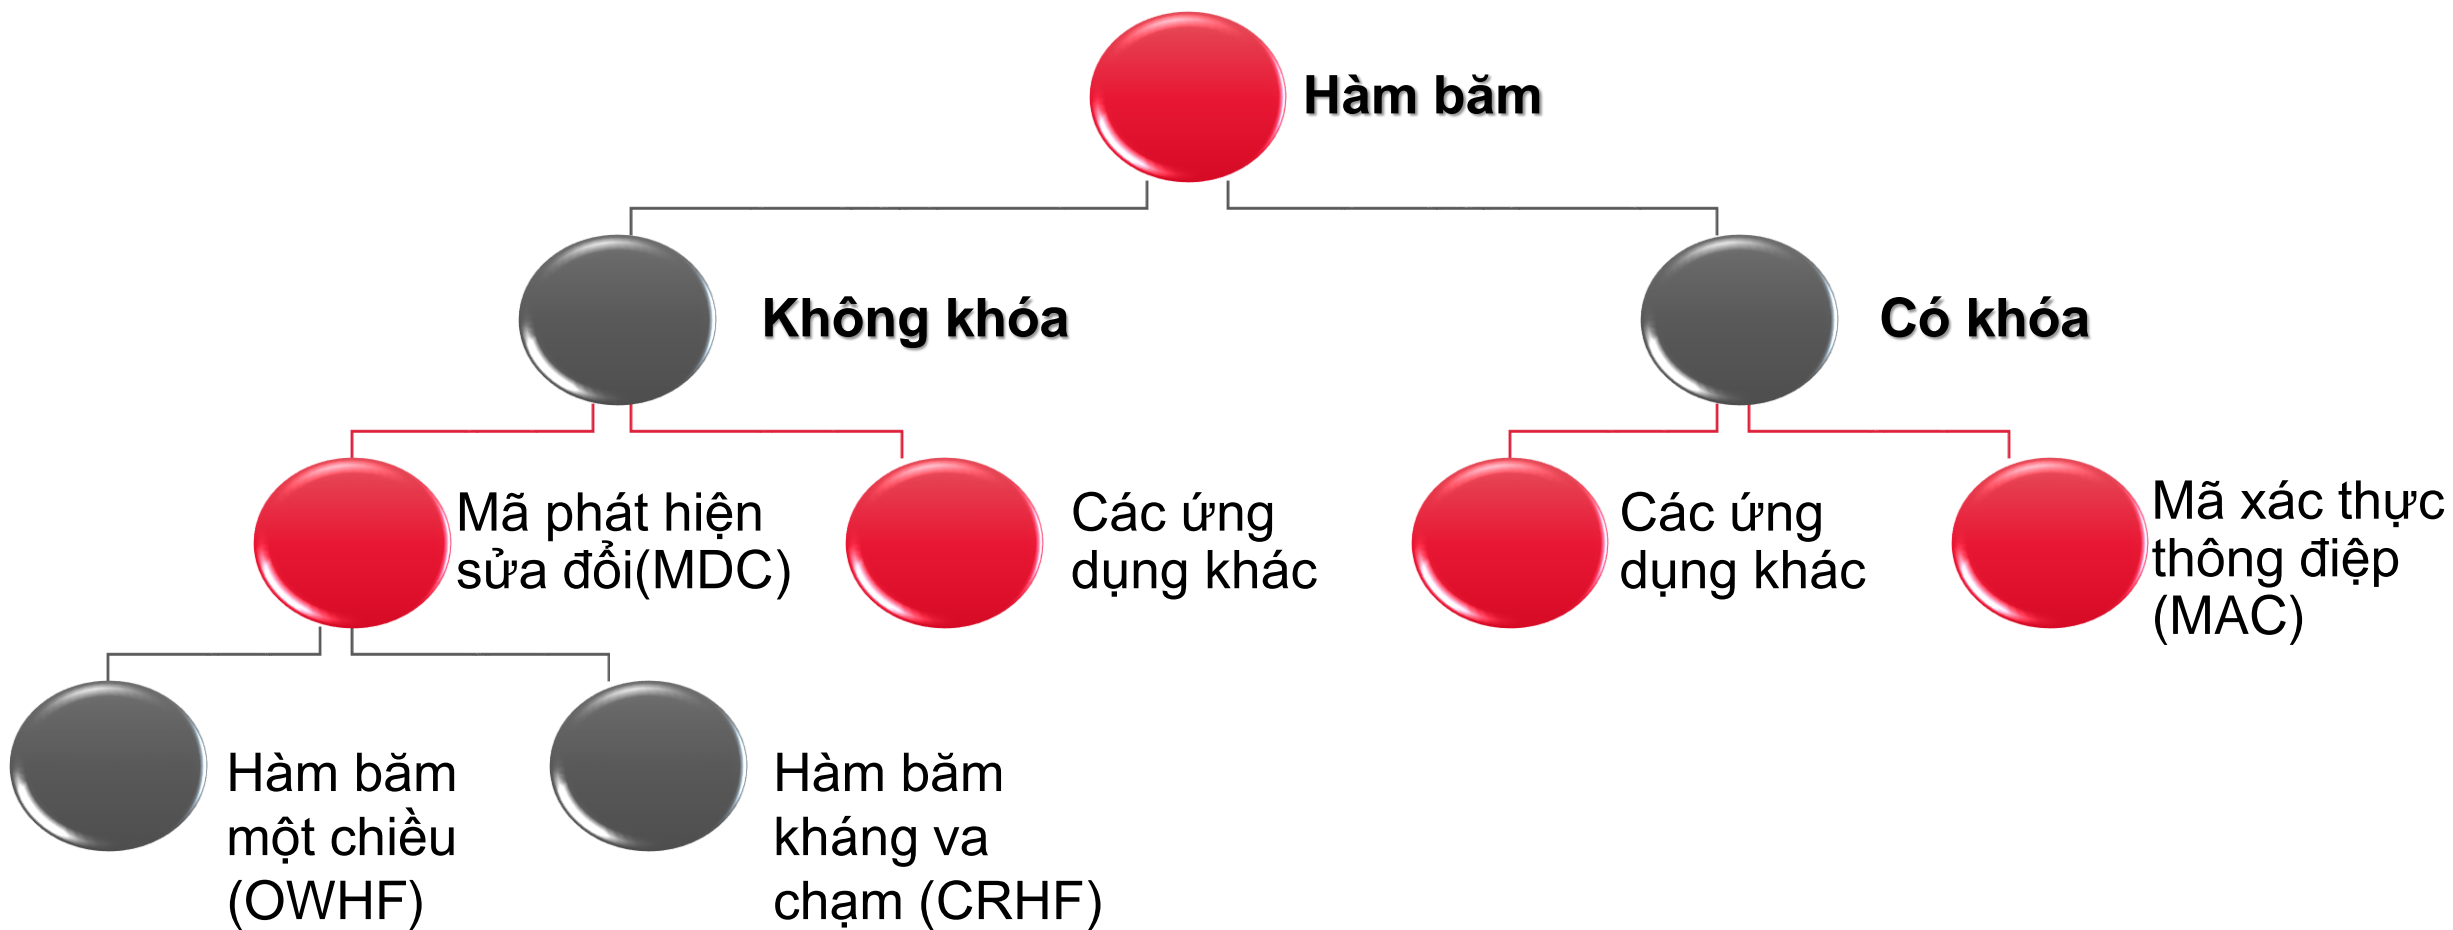 Hàm băm
Không khóa
Có khóa
Mã phát hiện
sửa đổi(MDC)
Các ứng
dụng khác
Các ứng
dụng khác
Mã xác thực
thông điệp
(MAC)
Hàm băm
một chiều
(OWHF)
Hàm băm
kháng va
chạm (CRHF)